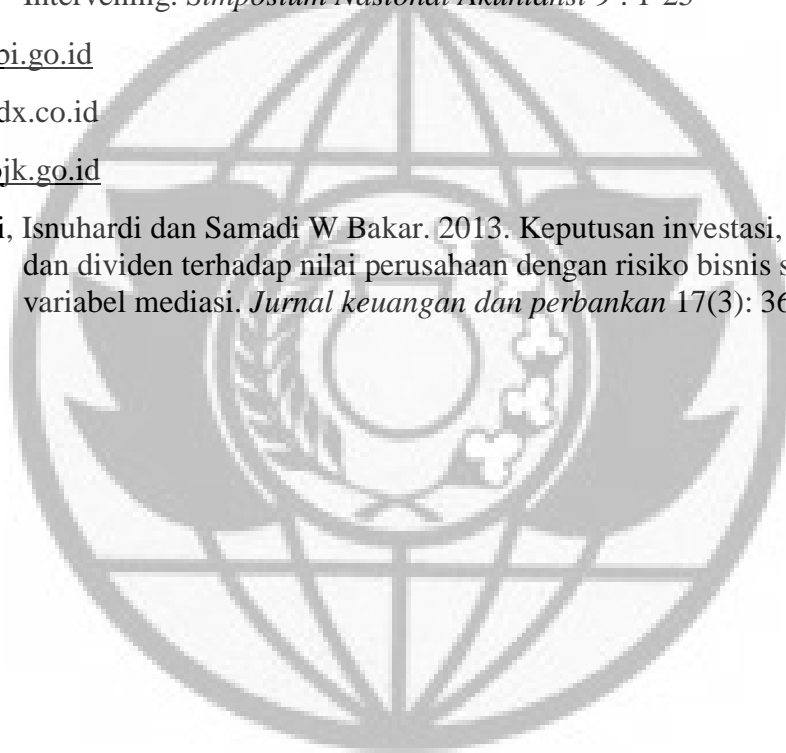 Intervening. Simposium Nasional Akuntansi 9 : 1-25
bi.go.id
dx.co.id
jk.go.id
i, Isnuhardi dan Samadi W Bakar. 2013. Keputusan investasi,
dan dividen terhadap nilai perusahaan dengan risiko bisnis s
variabel mediasi. Jurnal keuangan dan perbankan 17(3): 36